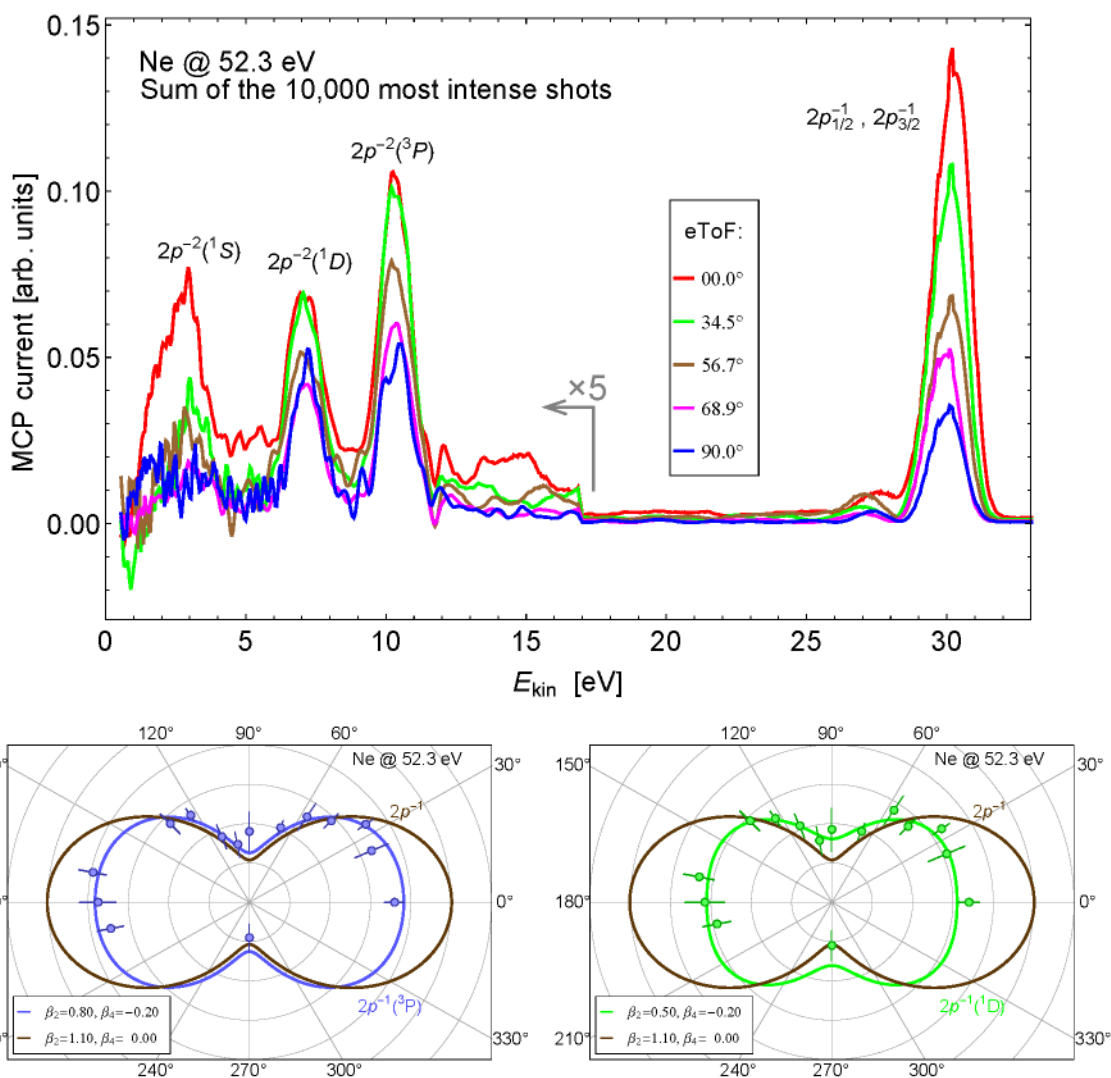 0.15
0.10
0.05
0.00
MCP current [arb. units]
Ne @ 52.3 eV
Sum of the 10,000 most intense shots
2p⁻²(¹S)
2p⁻²(¹D)
2p⁻²(³P)
2p⁻¹₁/₂ , 2p⁻¹₃/₂
×5
eToF:
00.0°
34.5°
56.7°
68.9°
90.0°
0 5 10 15 20 25 30
E_kin [eV]
120° 90° 60°
Ne @ 52.3 eV
30°
2p⁻¹
0°
2p⁻¹(³P)
β₂=0.80, β₄=−0.20
β₂=1.10, β₄= 0.00
330°
240° 270° 300°
120° 90° 60°
Ne @ 52.3 eV
150° 30°
2p⁻¹
180° 0°
2p⁻¹(¹D)
β₂=0.50, β₄=−0.20
β₂=1.10, β₄= 0.00
210° 330°
240° 270° 300°